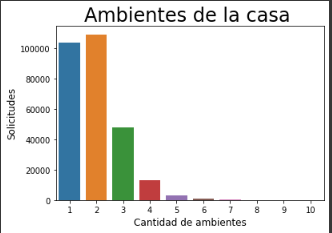 Ambientes de la casa
100000
80000
60000
40000
20000
0
Solicitudes
1 2 3 4 5 6 7 8 9 10
Cantidad de ambientes